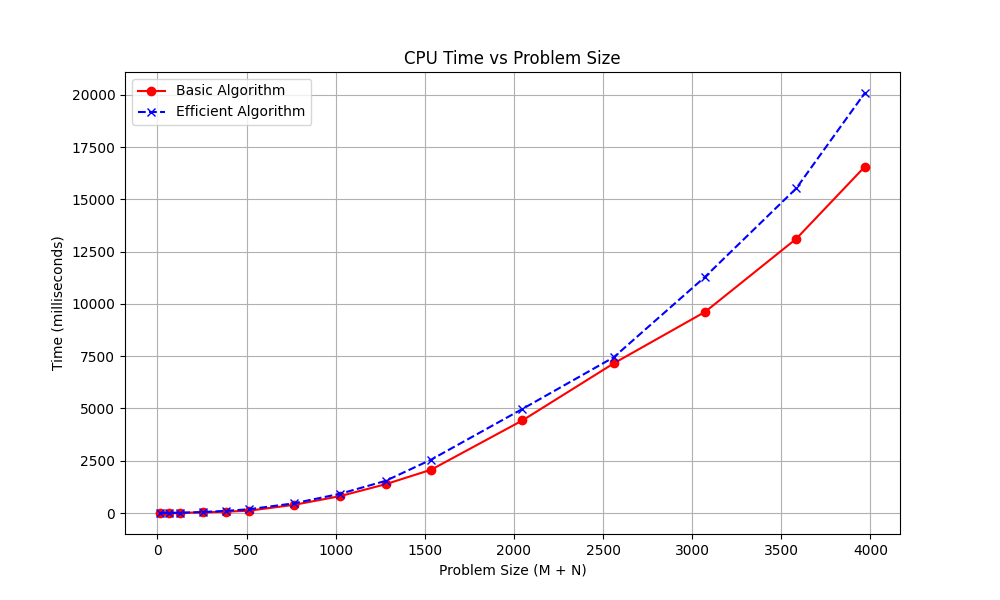 CPU Time vs Problem Size
Basic Algorithm
Efficient Algorithm
Time (milliseconds)
20000
17500
15000
12500
10000
7500
5000
2500
0
0 500 1000 1500 2000 2500 3000 3500 4000
Problem Size (M + N)